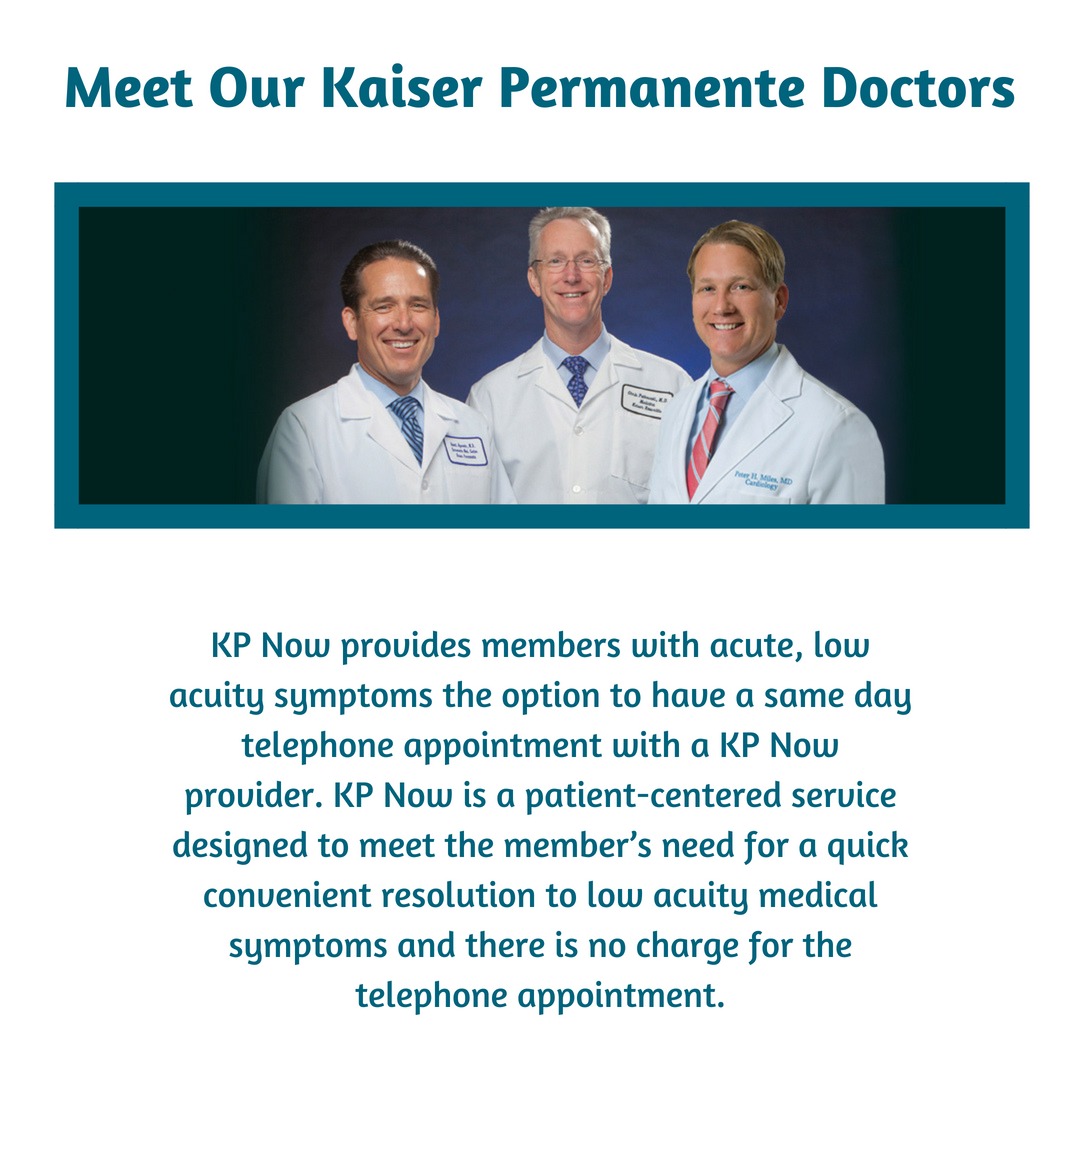 Meet Our Kaiser Permanente Doctors
Peter H. Miles, MD
Cardiology
KP Now provides members with acute, low
acuity symptoms the option to have a same day
telephone appointment with a KP Now
provider. KP Now is a patient-centered service
designed to meet the member’s need for a quick
convenient resolution to low acuity medical
symptoms and there is no charge for the
telephone appointment.